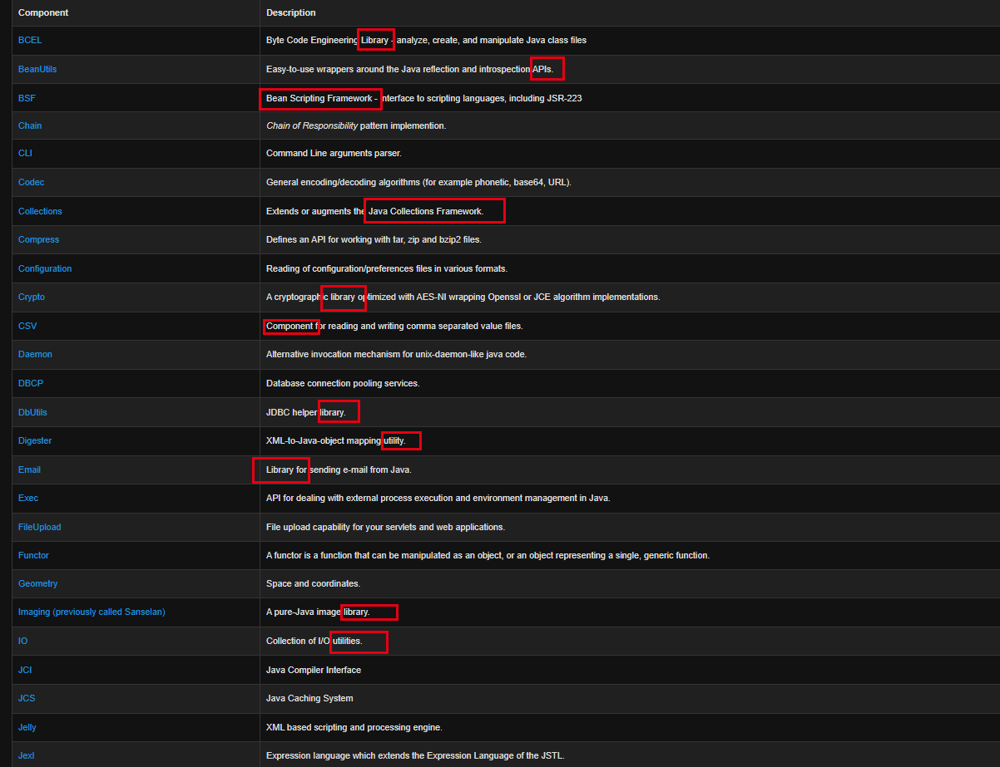 Component Description
BCEL Byte Code Engineering Library - analyze, create, and manipulate Java class files
BeanUtils Easy-to-use wrappers around the Java reflection and introspection APIs.
BSF Bean Scripting Framework - interface to scripting languages, including JSR-223
Chain Chain of Responsibility pattern implemention.
CLI Command Line arguments parser.
Codec General encoding/decoding algorithms (for example phonetic, base64, URL).
Collections Extends or augments the Java Collections Framework.
Compress Defines an API for working with tar, zip and bzip2 files.
Configuration Reading of configuration/preferences files in various formats.
Crypto A cryptographic library optimized with AES-NI wrapping Openssl or JCE algorithm implementations.
CSV Component for reading and writing comma separated value files.
Daemon Alternative invocation mechanism for unix-daemon-like java code.
DBCP Database connection pooling services.
DbUtils JDBC helper library.
Digester XML-to-Java-object mapping utility.
Email Library for sending e-mail from Java.
Exec API for dealing with external process execution and environment management in Java.
FileUpload File upload capability for your servlets and web applications.
Functor A functor is a function that can be manipulated as an object, or an object representing a single, generic function.
Geometry Space and coordinates.
Imaging (previously called Sanselan) A pure-Java image library.
IO Collection of I/O utilities.
JCI Java Compiler Interface
JCS Java Caching System
Jelly XML based scripting and processing engine.
Jexl Expression language which extends the Expression Language of the JSTL.